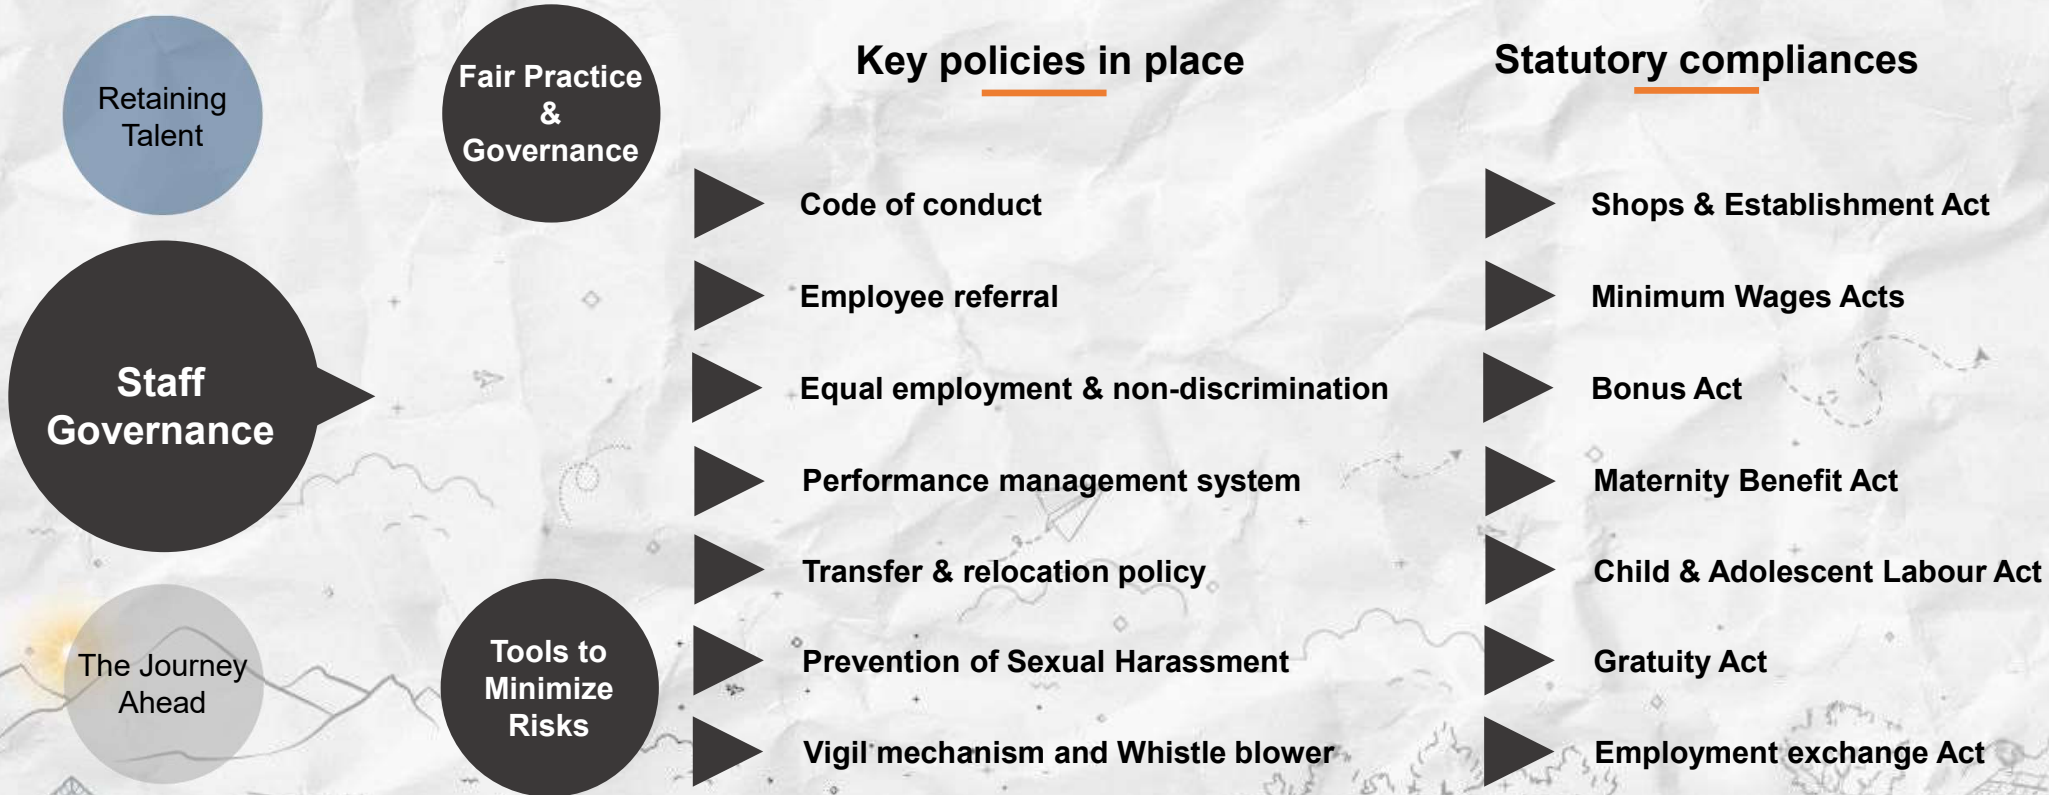 Retaining
Talent
Staff
Governance
The Journey
Ahead
Fair Practice
&
Governance
Tools to
Minimize
Risks
Key policies in place
Code of conduct
Employee referral
Equal employment & non-discrimination
Performance management system
Transfer & relocation policy
Prevention of Sexual Harassment
Vigil mechanism and Whistle blower
Statutory compliances
Shops & Establishment Act
Minimum Wages Acts
Bonus Act
Maternity Benefit Act
Child & Adolescent Labour Act
Gratuity Act
Employment exchange Act